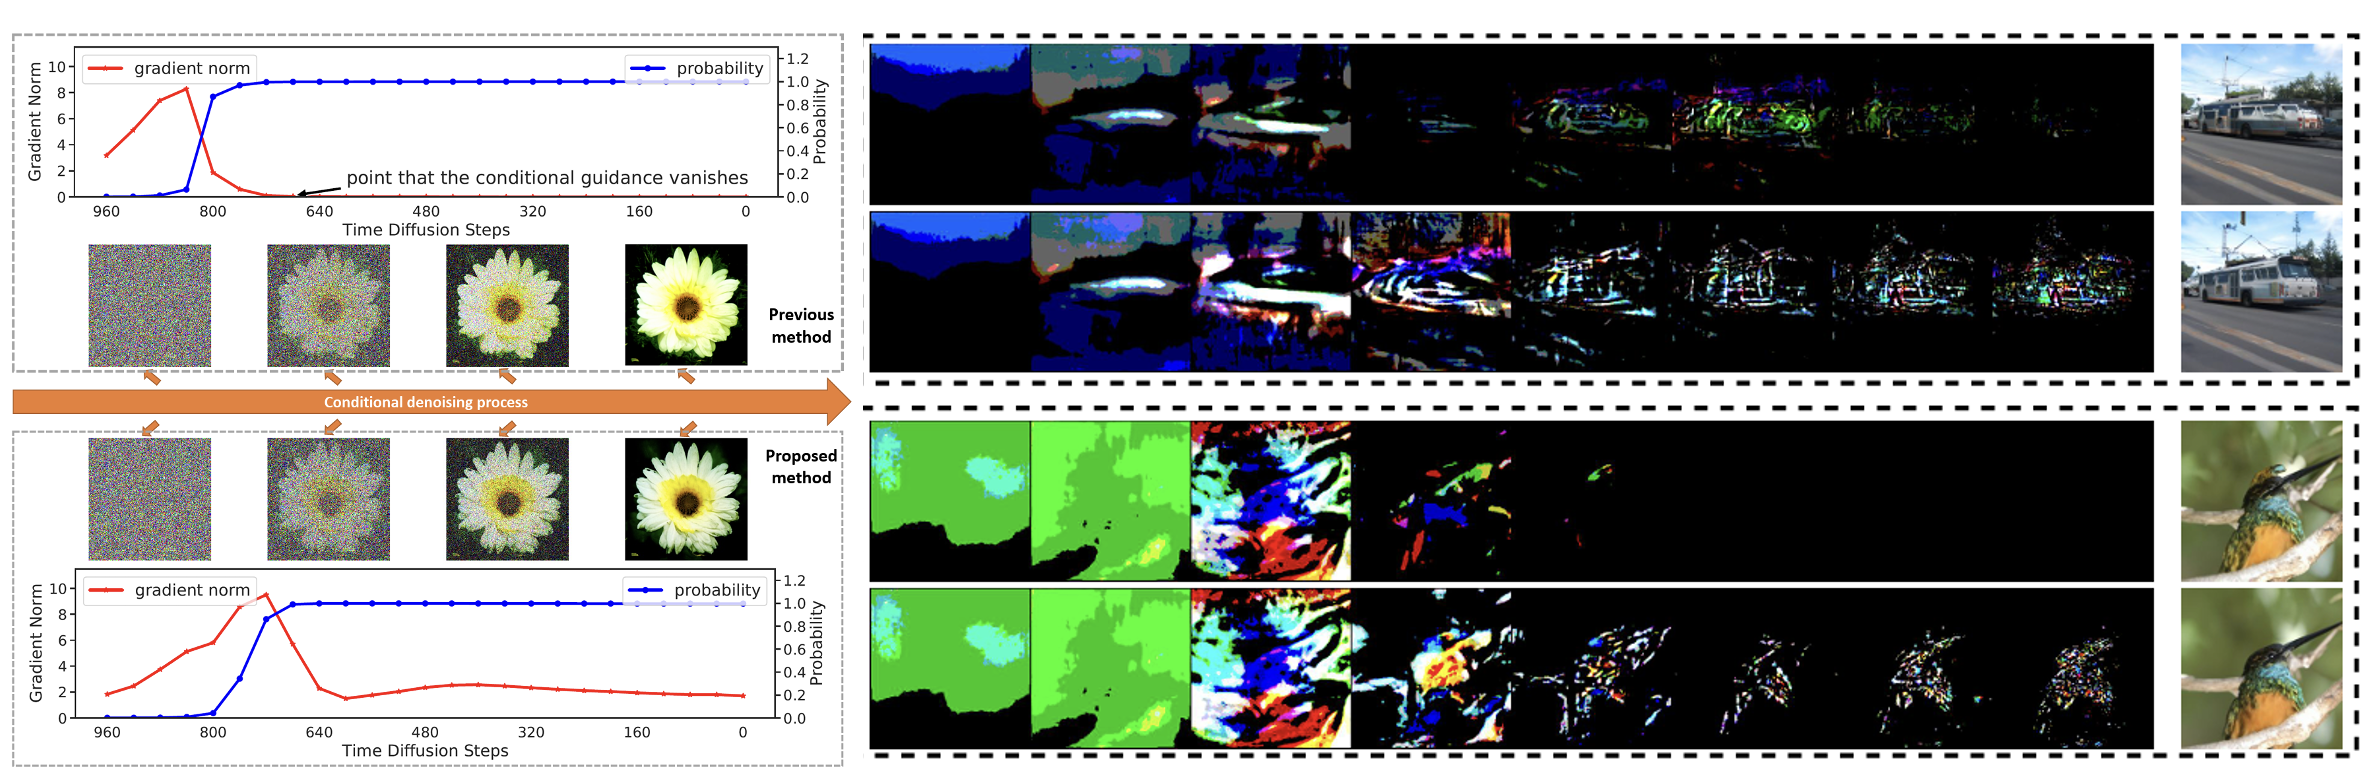 gradient norm
probability
10
8
6
4
2
0
Gradient Norm
1.2
1.0
0.8
0.6
0.4
0.2
0.0
Probability
point that the conditional guidance vanishes
960 800 640 480 320 160 0
Time Diffusion Steps
Previous
method
Conditional denoising process
Proposed
method
gradient norm
probability
10
8
6
4
2
0
Gradient Norm
1.2
1.0
0.8
0.6
0.4
0.2
0.0
Probability
960 800 640 480 320 160 0
Time Diffusion Steps